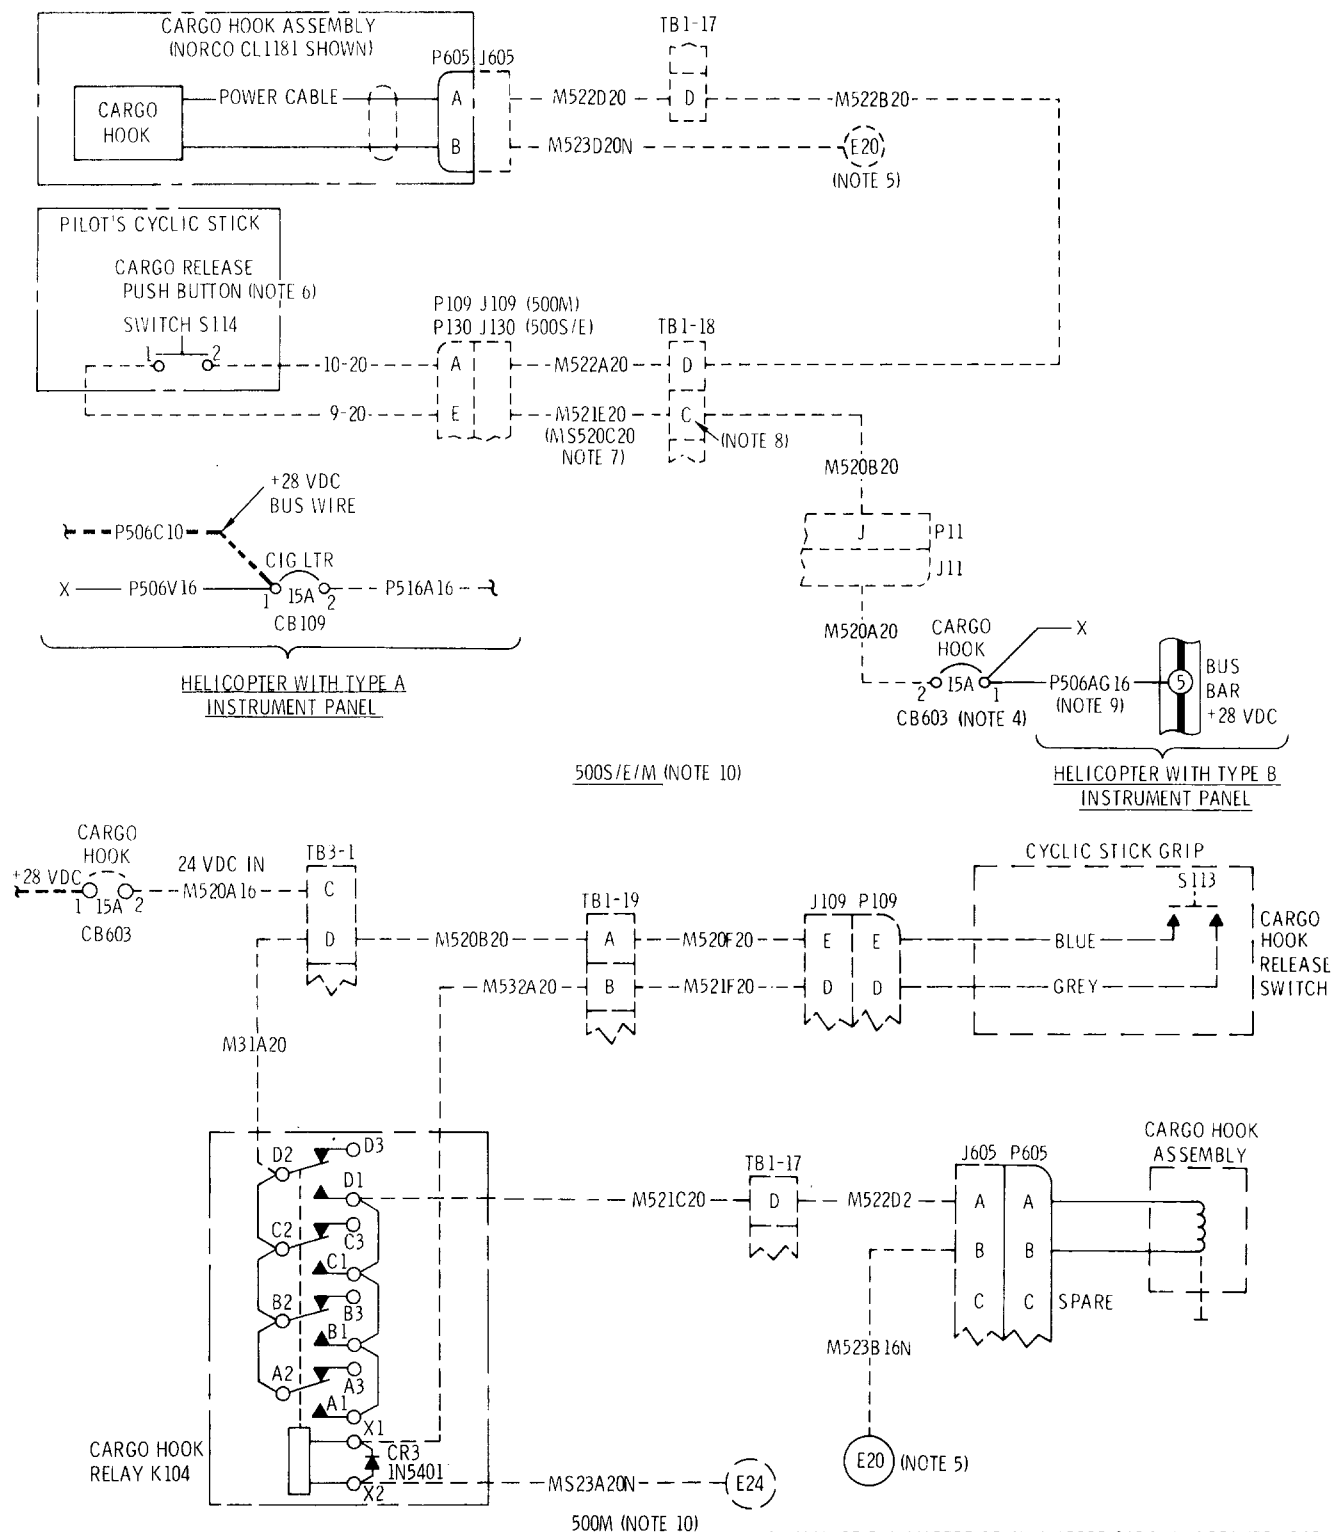 CARGO HOOK ASSEMBLY
(NORCO CL1181 SHOWN)
TB1-17
P605 J605
CARGO
HOOK
POWER CABLE
A
M522D20
D
M522B20
B
M523D20N
E20
(NOTE 5)
PILOT'S CYCLIC STICK
CARGO RELEASE
PUSH BUTTON (NOTE 6)
SWITCH S114
1 2
P109 J109 (500M)
P130 J130 (500S/E)
TB1-18
10-20
A
M522A20
D
9-20
E
M521E20
C
(MS520C20
NOTE 7)
(NOTE 8)
M520B20
+28 VDC
BUS WIRE
P506C10
J
P11
J11
CIG LTR
X
P506V16
1 15A 2
P516A16
CB109
HELICOPTER WITH TYPE A
INSTRUMENT PANEL
M520A20
CARGO
HOOK
X
2 15A 1
P506AG16
(NOTE 9)
5
BUS
BAR
+28 VDC
CB603 (NOTE 4)
HELICOPTER WITH TYPE B
INSTRUMENT PANEL
500S/E/M (NOTE 10)
CARGO
HOOK
+28 VDC
1 15A 2
CB603
24 VDC IN
M520A16
TB3-1
C
D
M520B20
TB1-19
A
M520F20
J109 P109
E E
CYCLIC STICK GRIP
S113
BLUE
CARGO
HOOK
RELEASE
SWITCH
M532A20
B
M521F20
D D
GREY
M31A20
D2
D3
D1
C2
C3
C1
B2
B3
B1
A2
A3
A1
X1
CR3
1N5401
X2
CARGO HOOK
RELAY K104
M521C20
TB1-17
D
M522D2
J605 P605
A A
B B
C C
SPARE
CARGO HOOK
ASSEMBLY
M523B16N
E20
(NOTE 5)
MS23A20N
E24
500M (NOTE 10)